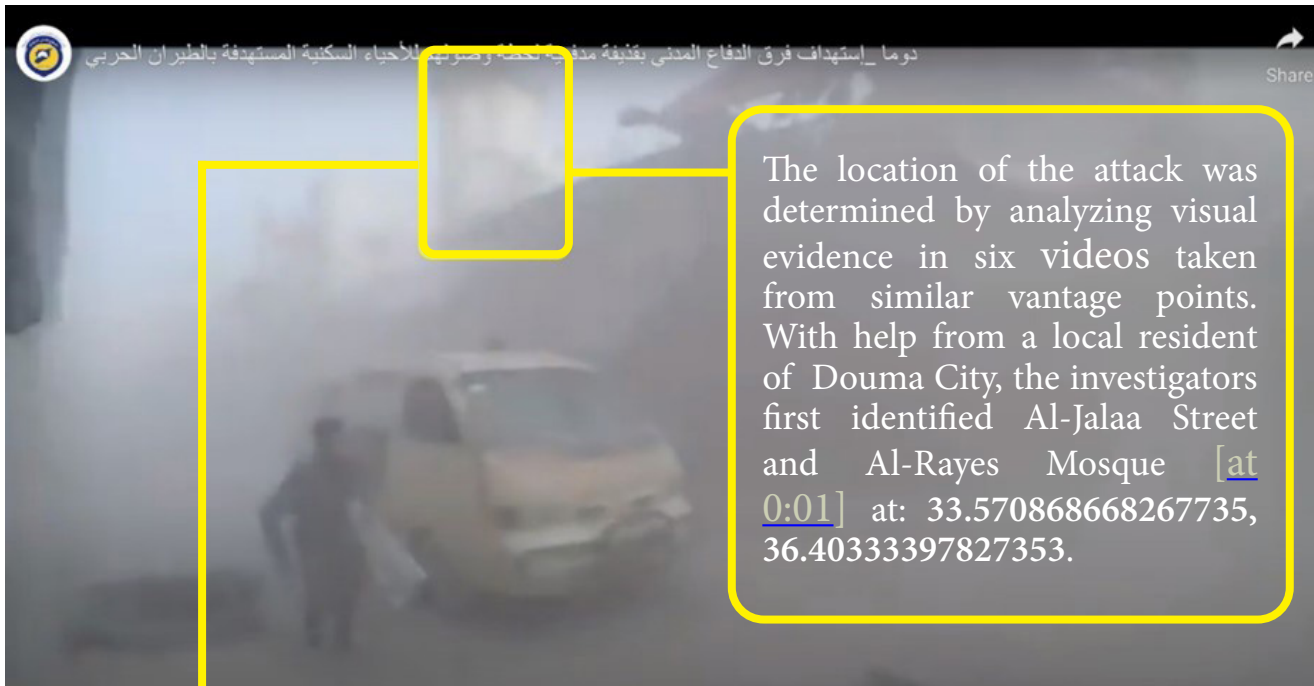 دوما _إستهداف فرق الدفاع المدني بقذيفة مدفعية لحظة وصولهم للأحياء السكنية المستهدفة بالطيران الحربي
Share
The location of the attack was
determined by analyzing visual
evidence in six videos taken
from similar vantage points.
With help from a local resident
of Douma City, the investigators
first identified Al-Jalaa Street
and Al-Rayes Mosque [at
0:01] at: 33.570868668267735,
36.40333397827353.